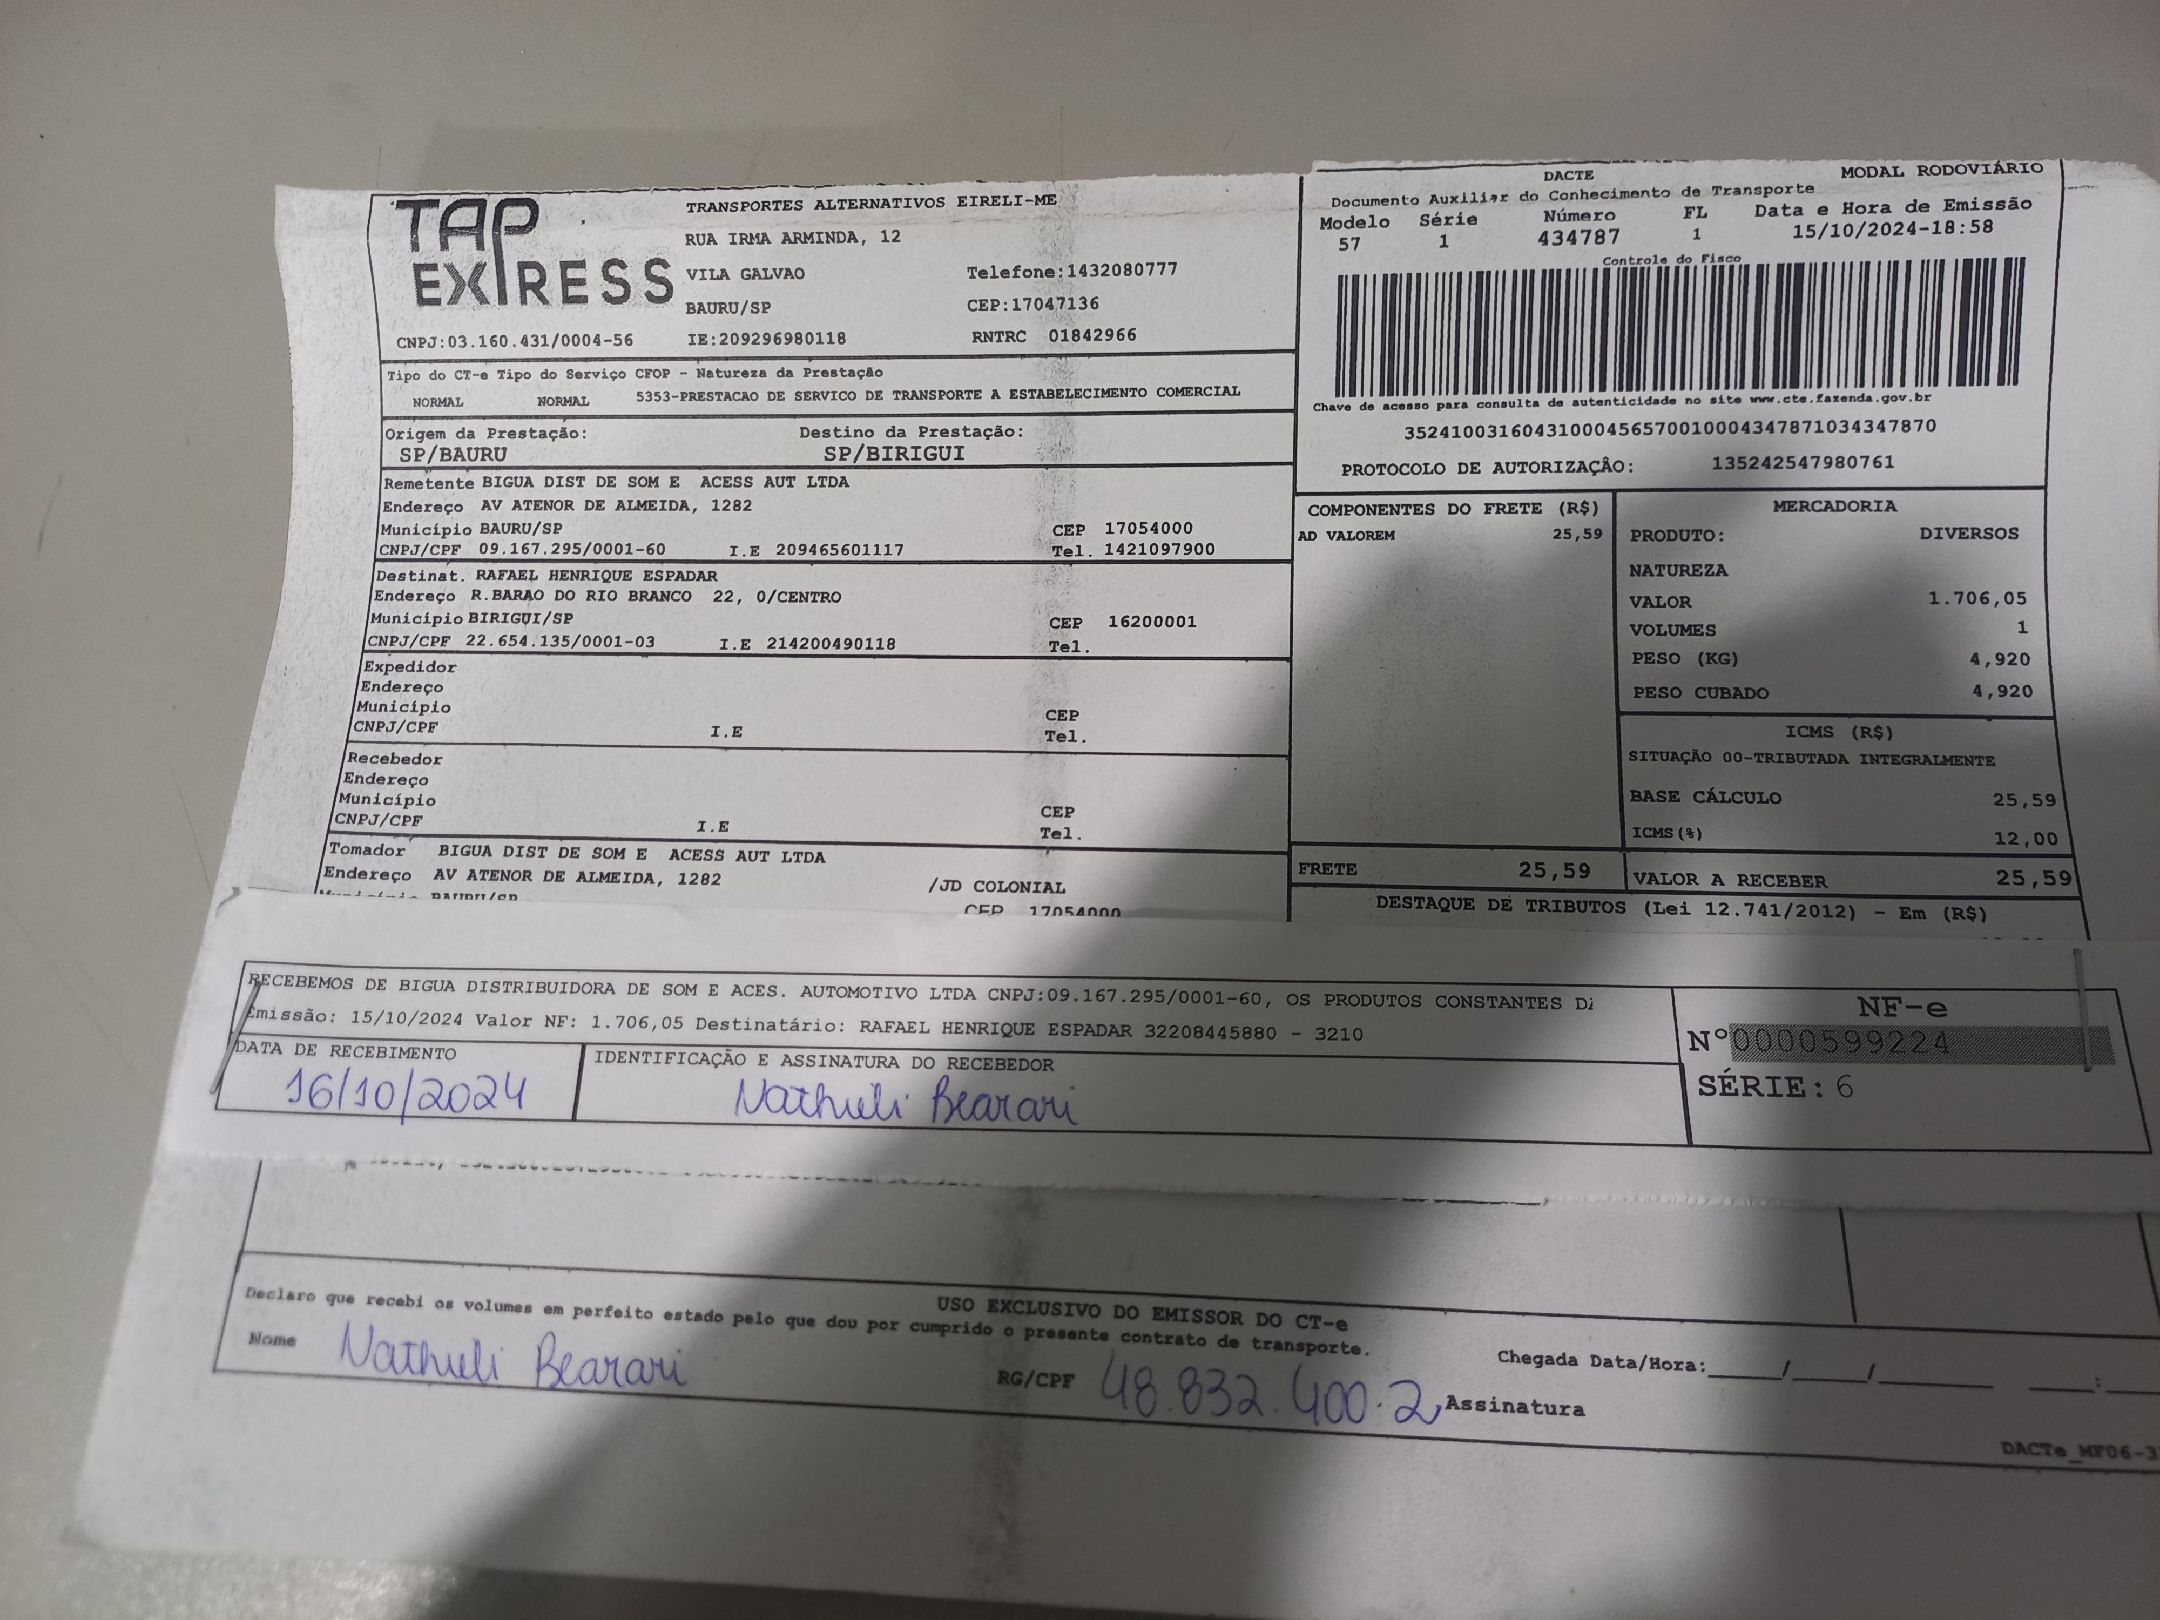 TAP EXPRESS
TRANSPORTES ALTERNATIVOS EIRELI-ME
RUA IRMA ARMINDA, 12
VILA GALVAO Telefone:1432080777
BAURU/SP CEP:17047136
CNPJ:03.160.431/0004-56 IE:209296980118 RNTRC 01842966
Tipo do CT-e Tipo do Serviço CFOP - Natureza da Prestação
NORMAL NORMAL 5353-PRESTACAO DE SERVICO DE TRANSPORTE A ESTABELECIMENTO COMERCIAL
Origem da Prestação: Destino da Prestação:
SP/BAURU SP/BIRIGUI
Remetente BIGUA DIST DE SOM E ACESS AUT LTDA
Endereço AV ATENOR DE ALMEIDA, 1282
Município BAURU/SP CEP 17054000
CNPJ/CPF 09.167.295/0001-60 I.E 209465601117 Tel. 1421097900
Destinat. RAFAEL HENRIQUE ESPADAR
Endereço R.BARAO DO RIO BRANCO 22, 0/CENTRO
Município BIRIGUI/SP CEP 16200001
CNPJ/CPF 22.654.135/0001-03 I.E 214200490118 Tel.
Expedidor
Endereço
Município CEP
CNPJ/CPF I.E Tel.
Recebedor
Endereço
Município CEP
CNPJ/CPF I.E Tel.
Tomador BIGUA DIST DE SOM E ACESS AUT LTDA
Endereço AV ATENOR DE ALMEIDA, 1282 /JD COLONIAL
Município BAURU/SP CEP 17054000
DACTE MODAL RODOVIÁRIO
Documento Auxiliar do Conhecimento de Transporte
Modelo Série Número FL Data e Hora de Emissão
57 1 434787 1 15/10/2024-18:58
Controle do Fisco
Chave de acesso para consulta de autenticidade no site www.cte.fazenda.gov.br
35241003160431000456570010004347871034347870
PROTOCOLO DE AUTORIZAÇÂO: 135242547980761
COMPONENTES DO FRETE (R$)
AD VALOREM 25,59
FRETE 25,59
MERCADORIA
PRODUTO: DIVERSOS
NATUREZA
VALOR 1.706,05
VOLUMES 1
PESO (KG) 4,920
PESO CUBADO 4,920
ICMS (R$)
SITUAÇÃO 00-TRIBUTADA INTEGRALMENTE
BASE CÁLCULO 25,59
ICMS(%) 12,00
VALOR A RECEBER 25,59
DESTAQUE DE TRIBUTOS (Lei 12.741/2012) - Em (R$)
RECEBEMOS DE BIGUA DISTRIBUIDORA DE SOM E ACES. AUTOMOTIVO LTDA CNPJ:09.167.295/0001-60, OS PRODUTOS CONSTANTES
Emissão: 15/10/2024 Valor NF: 1.706,05 Destinatário: RAFAEL HENRIQUE ESPADAR 32208445880 - 3210
DATA DE RECEBIMENTO IDENTIFICAÇÃO E ASSINATURA DO RECEBEDOR
16/10/2024 Nathuli Bearari
NF-e
Nº0000599224
SÉRIE: 6
USO EXCLUSIVO DO EMISSOR DO CT-e
Declaro que recebi os volumes em perfeito estado pelo que dou por cumprido o presente contrato de transporte.
Nome Nathuli Bearari RG/CPF 48.832.400-2 Assinatura
Chegada Data/Hora:____/____/______ ___:___
DACTe_MF06-3